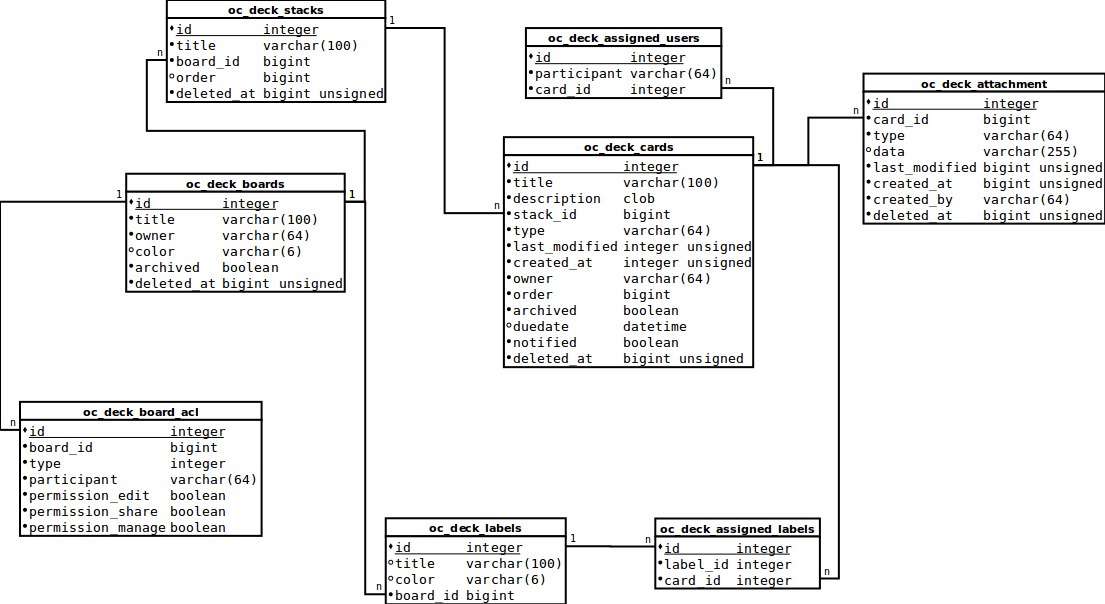 oc_deck_stacks
id integer
title varchar(100)
board_id bigint
order bigint
deleted_at bigint unsigned
1
n
oc_deck_assigned_users
id integer
participant varchar(64)
card_id integer
n
oc_deck_attachment
id integer
card_id bigint
type varchar(64)
data varchar(255)
last_modified bigint unsigned
created_at bigint unsigned
created_by varchar(64)
deleted_at bigint unsigned
n
oc_deck_cards
id integer
title varchar(100)
description clob
stack_id bigint
type varchar(64)
last_modified integer unsigned
created_at integer unsigned
owner varchar(64)
order bigint
archived boolean
duedate datetime
notified boolean
deleted_at bigint unsigned
1
n
oc_deck_boards
id integer
title varchar(100)
owner varchar(64)
color varchar(6)
archived boolean
deleted_at bigint unsigned
1
1
oc_deck_board_acl
id integer
board_id bigint
type integer
participant varchar(64)
permission_edit boolean
permission_share boolean
permission_manage boolean
n
oc_deck_labels
id integer
title varchar(100)
color varchar(6)
board_id bigint
1
n
oc_deck_assigned_labels
id integer
label_id integer
card_id integer
n
n